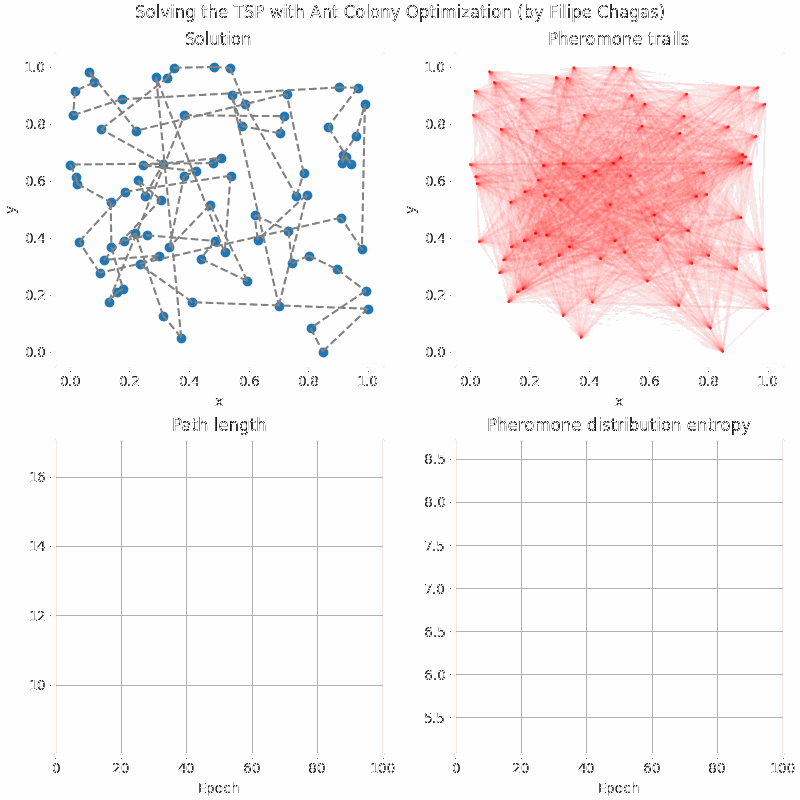 Solving the TSP with Ant Colony Optimization (by Filipe Chagas)
Solution
Pheromone trails
1.0
0.8
0.6
0.4
0.2
0.0
y
0.0 0.2 0.4 0.6 0.8 1.0
x
1.0
0.8
0.6
0.4
0.2
0.0
y
0.0 0.2 0.4 0.6 0.8 1.0
x
Path length
16
14
12
10
0 20 40 60 80 100
Epoch
Pheromone distribution entropy
8.5
8.0
7.5
7.0
6.5
6.0
5.5
0 20 40 60 80 100
Epoch